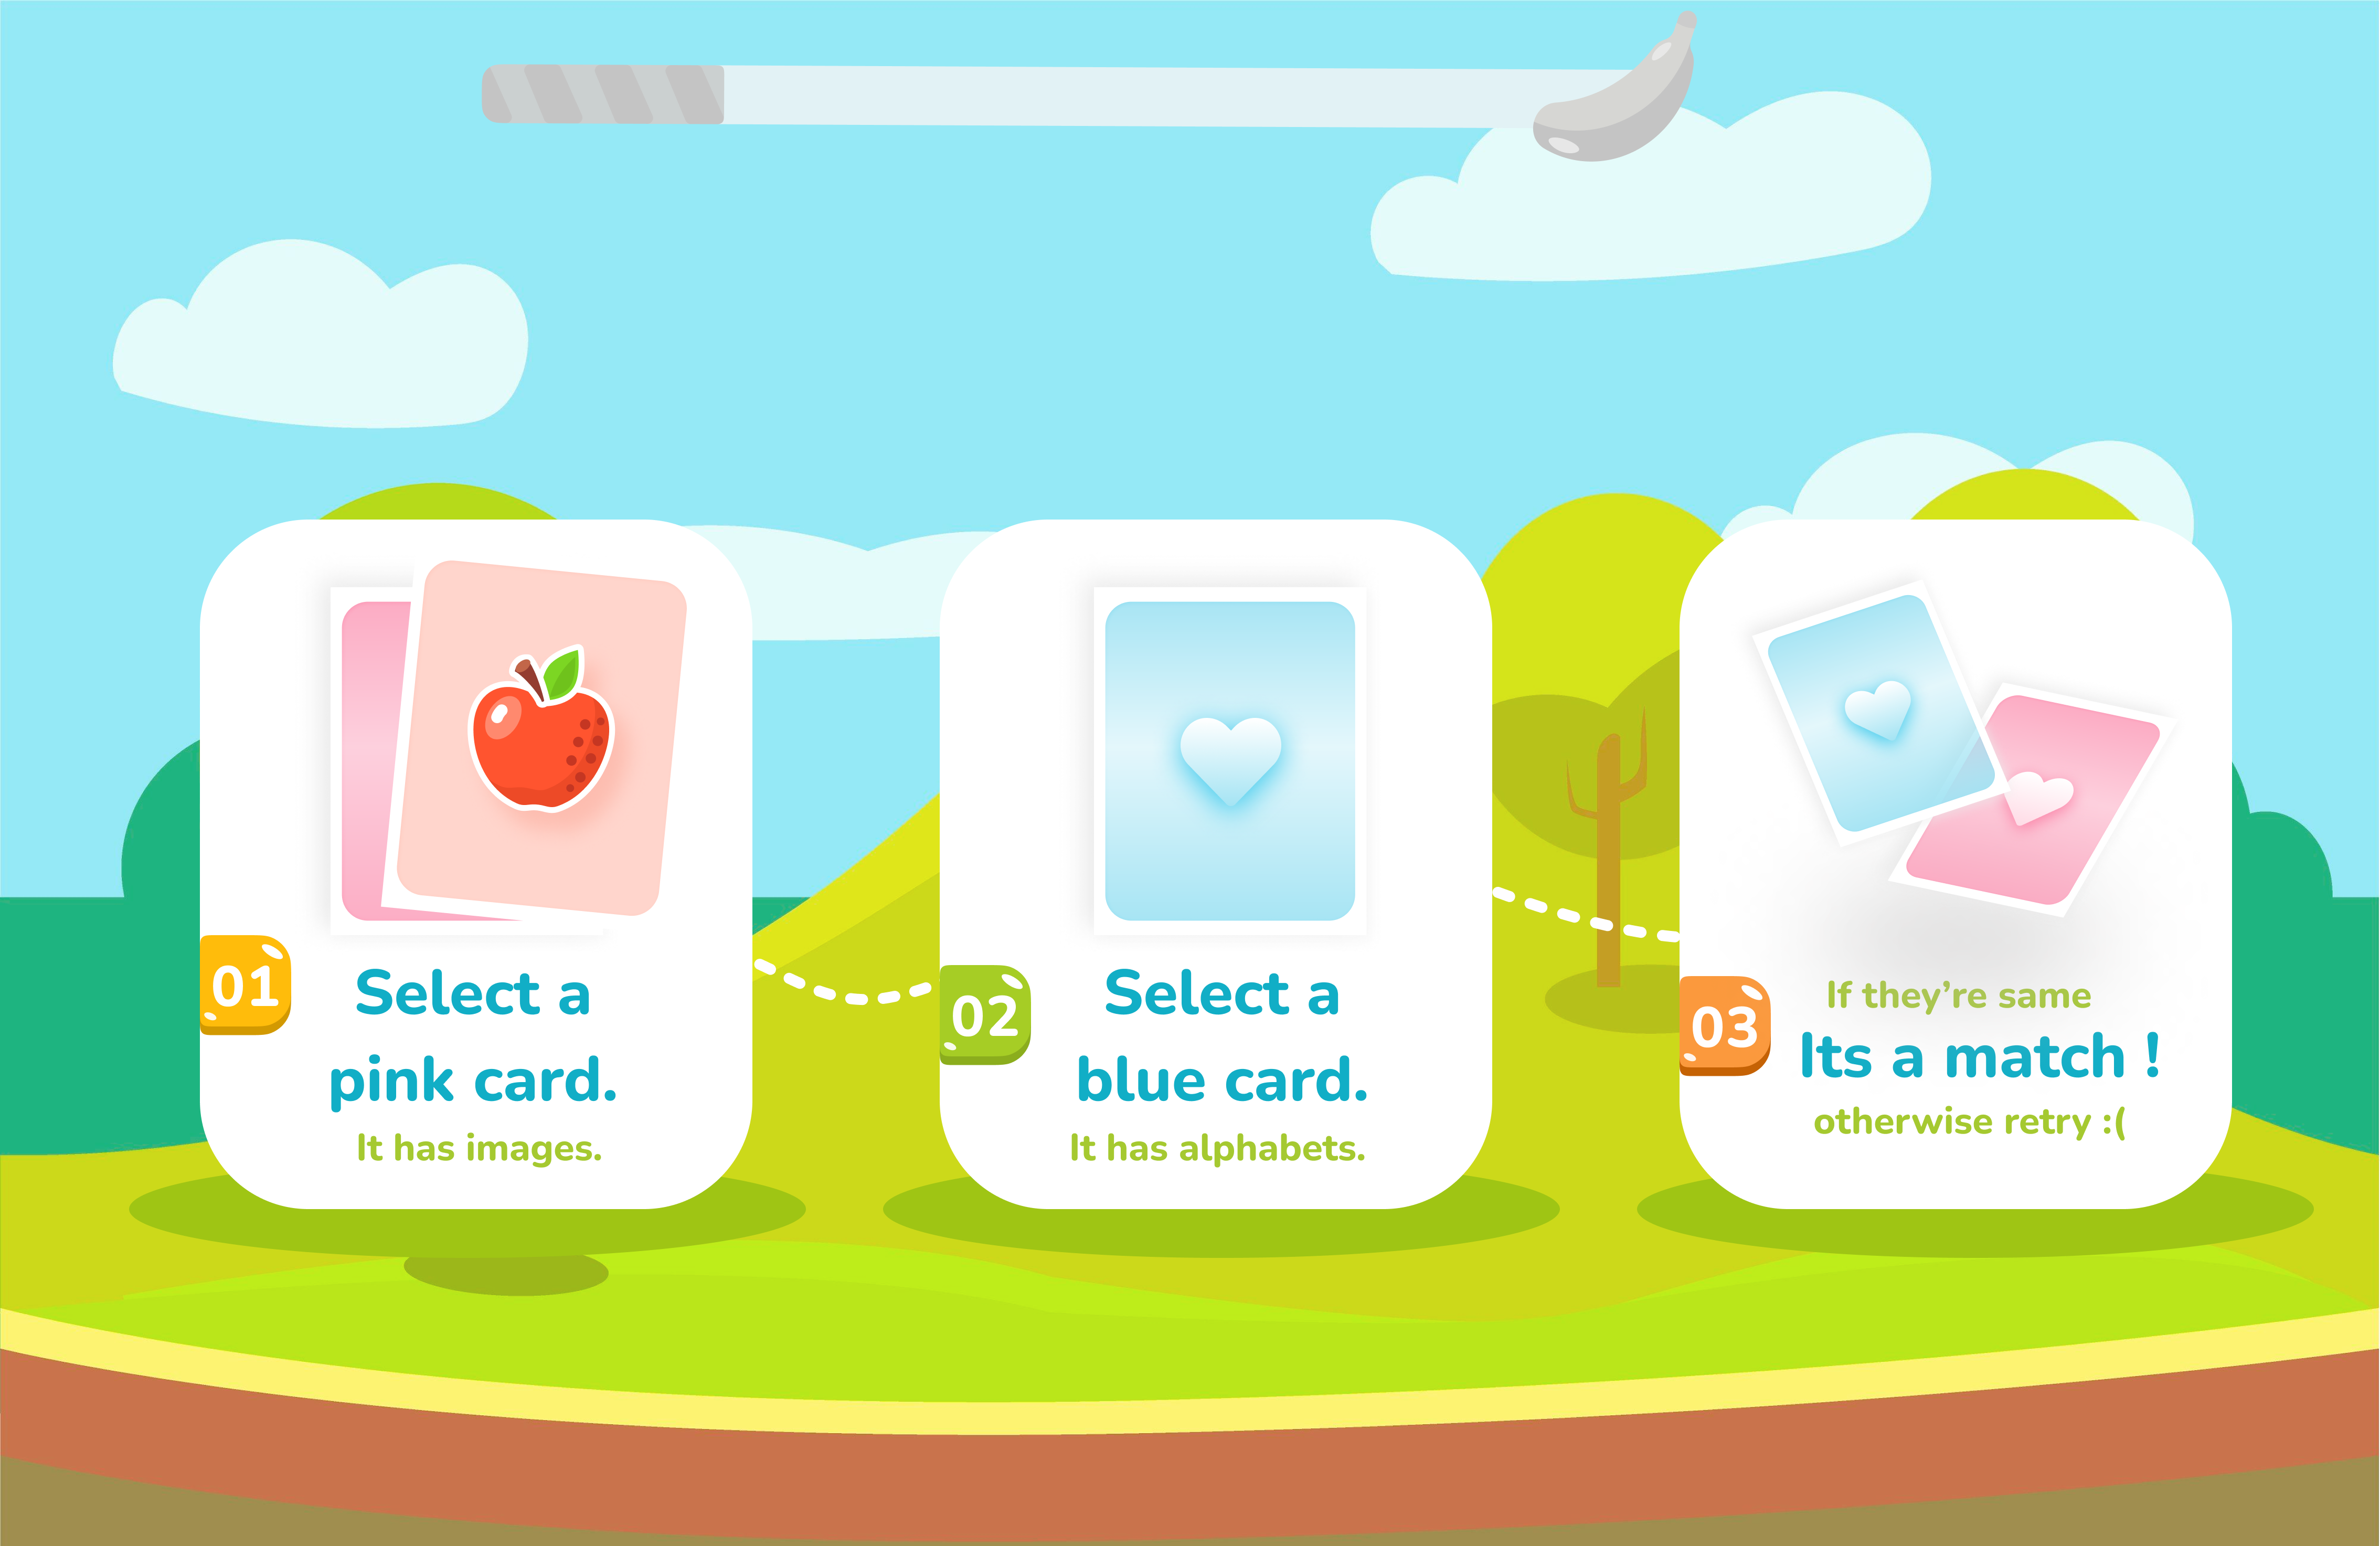 01
Select a
pink card.
It has images.
02
Select a
blue card.
It has alphabets.
03
If they’re same
Its a match !
otherwise retry :(